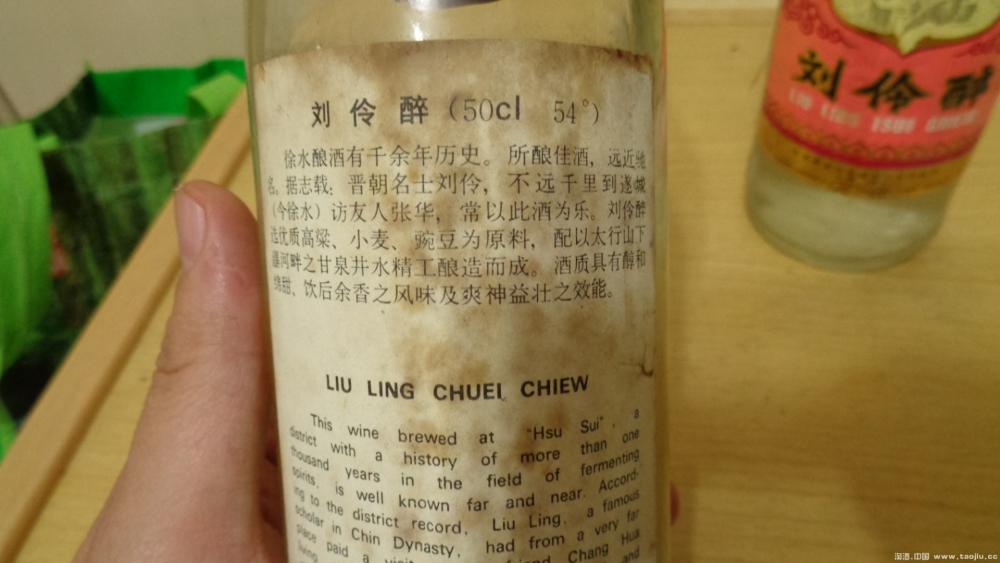 刘伶醉（50cl 54°）
徐水酿酒有千余年历史。所酿佳酒，远近驰
名。据志载：晋朝名士刘伶，不远千里到遂城
（今徐水）访友人张华，常以此酒为乐。刘伶醉
选优质高粱、小麦、豌豆为原料，配以太行山下
瀑河畔之甘泉井水精工酿造而成。酒质具有醇和
绵甜、饮后余香之风味及爽神益壮之效能。
LIU LING CHUEI CHIEW
This wine brewed at "Hsu Sui", a
district with a history of more than one
thousand years in the field of fermenting
spirits, is well known far and near. Accord-
ing to the district record, Liu Ling, a famous
scholar in Chin Dynasty, had from a very far
place paid a visit friend Chang Hua
living and
刘伶醉
淘酒.中国 www.taojiu.cc